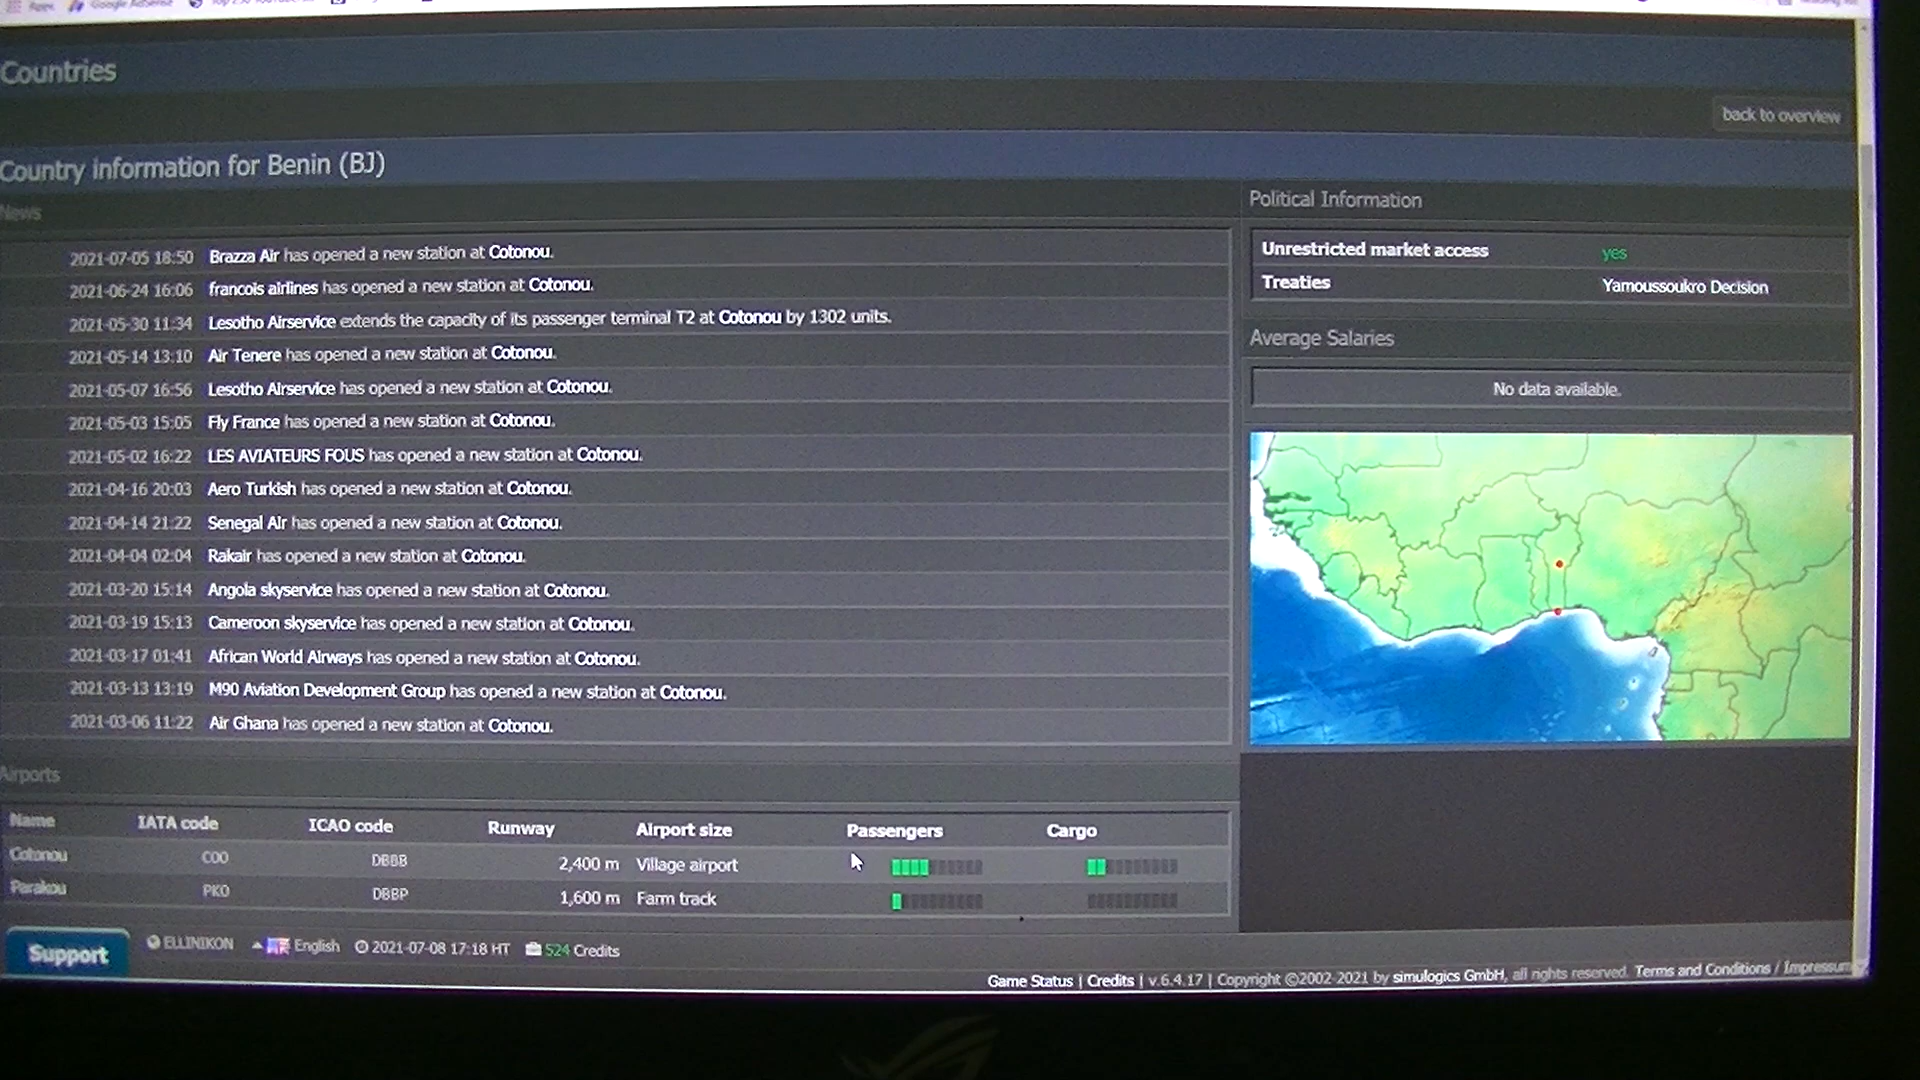 Apps Google AdSense
Countries
back to overview
Country information for Benin (BJ)
News
2021-07-05 18:50 Brazza Air has opened a new station at Cotonou.
2021-06-24 16:06 francois airlines has opened a new station at Cotonou.
2021-05-30 11:34 Lesotho Airservice extends the capacity of its passenger terminal T2 at Cotonou by 1302 units.
2021-05-14 13:10 Air Tenere has opened a new station at Cotonou.
2021-05-07 16:56 Lesotho Airservice has opened a new station at Cotonou.
2021-05-03 15:05 Fly France has opened a new station at Cotonou.
2021-05-02 16:22 LES AVIATEURS FOUS has opened a new station at Cotonou.
2021-04-16 20:03 Aero Turkish has opened a new station at Cotonou.
2021-04-14 21:22 Senegal Air has opened a new station at Cotonou.
2021-04-04 02:04 Rakair has opened a new station at Cotonou.
2021-03-20 15:14 Angola skyservice has opened a new station at Cotonou.
2021-03-19 15:13 Cameroon skyservice has opened a new station at Cotonou.
2021-03-17 01:41 African World Airways has opened a new station at Cotonou.
2021-03-13 13:19 M90 Aviation Development Group has opened a new station at Cotonou.
2021-03-06 11:22 Air Ghana has opened a new station at Cotonou.
Political Information
Unrestricted market access yes
Treaties Yamoussoukro Decision
Average Salaries
No data available.
Airports
Name IATA code ICAO code Runway Airport size Passengers Cargo
Cotonou COO DBBB 2,400 m Village airport
Parakou PKO DBBP 1,600 m Farm track
Support ELLINIKON English 2021-07-08 17:18 HT 524 Credits
Game Status | Credits | v.6.4.17 | Copyright ©2002-2021 by simulogics GmbH, all rights reserved. Terms and Conditions / Impressum